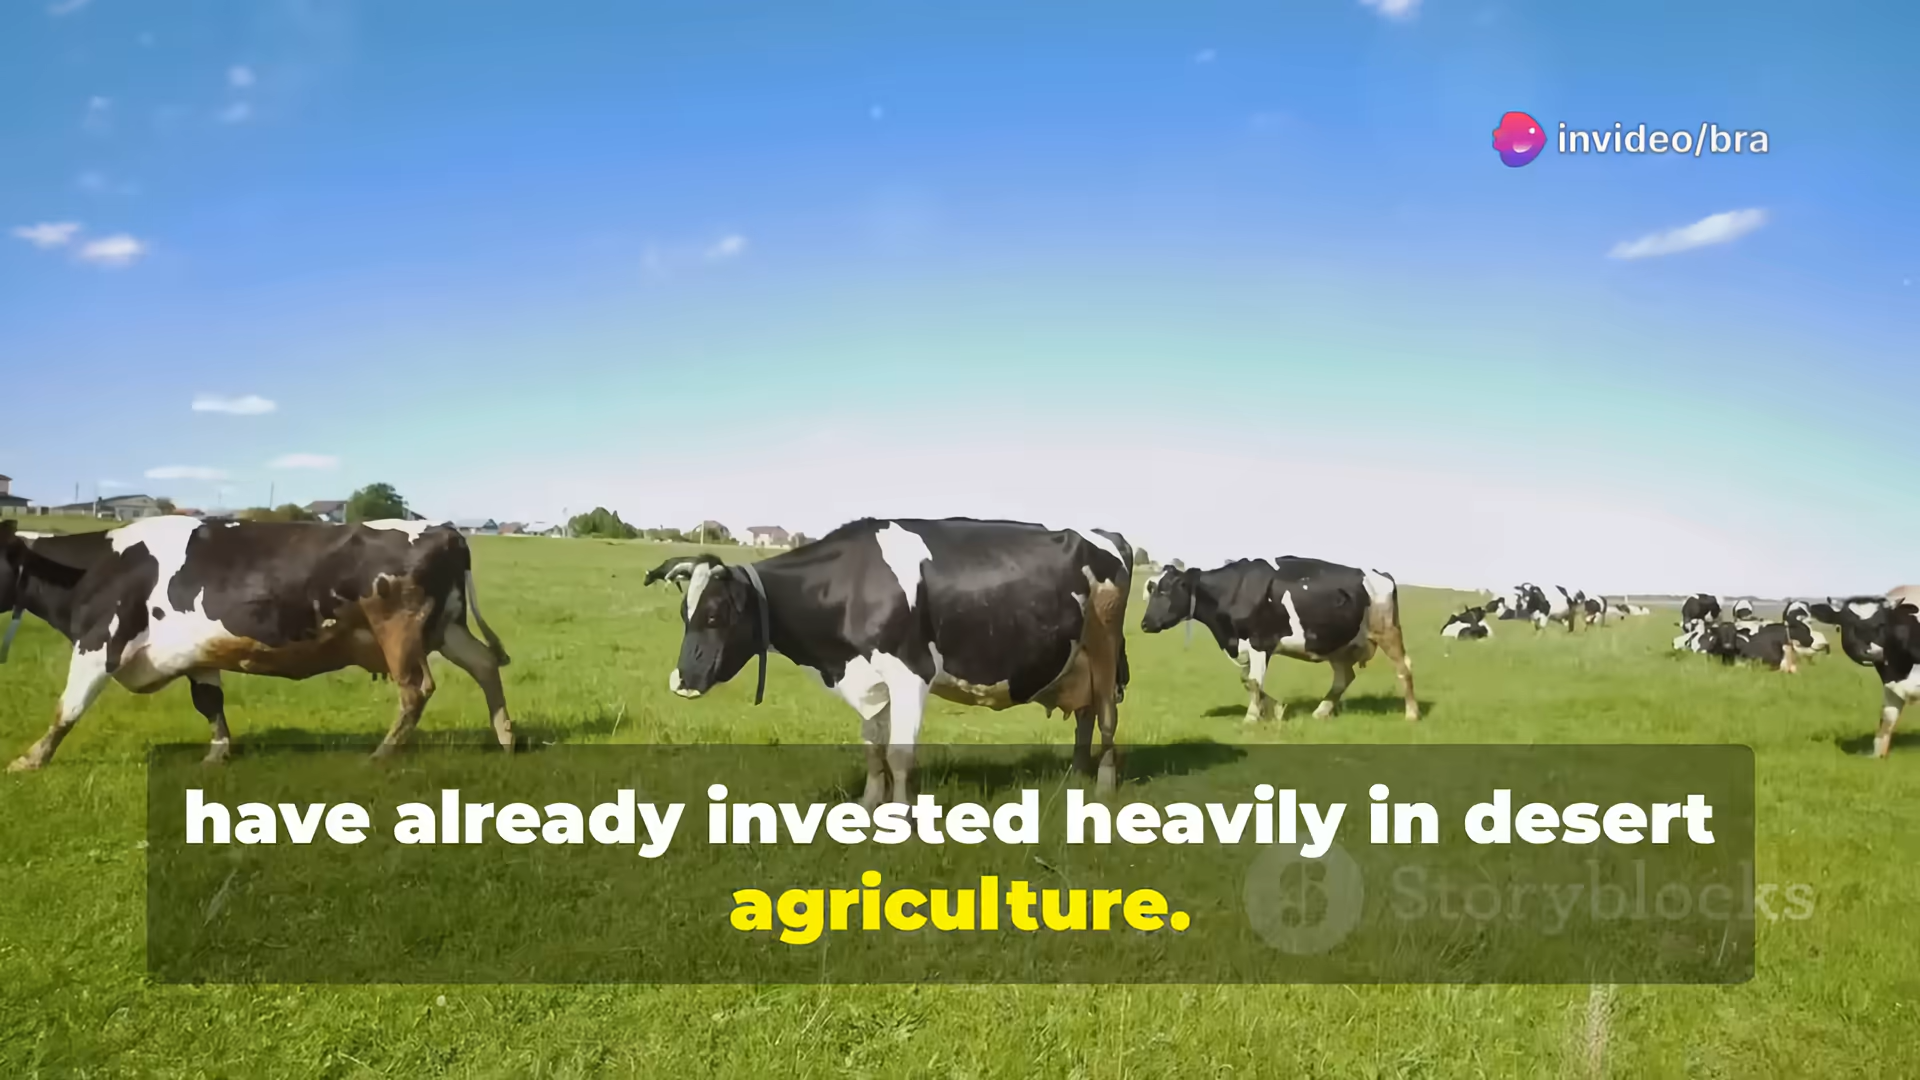 invideo/bra
have already invested heavily in desert
agriculture.
Storyblocks